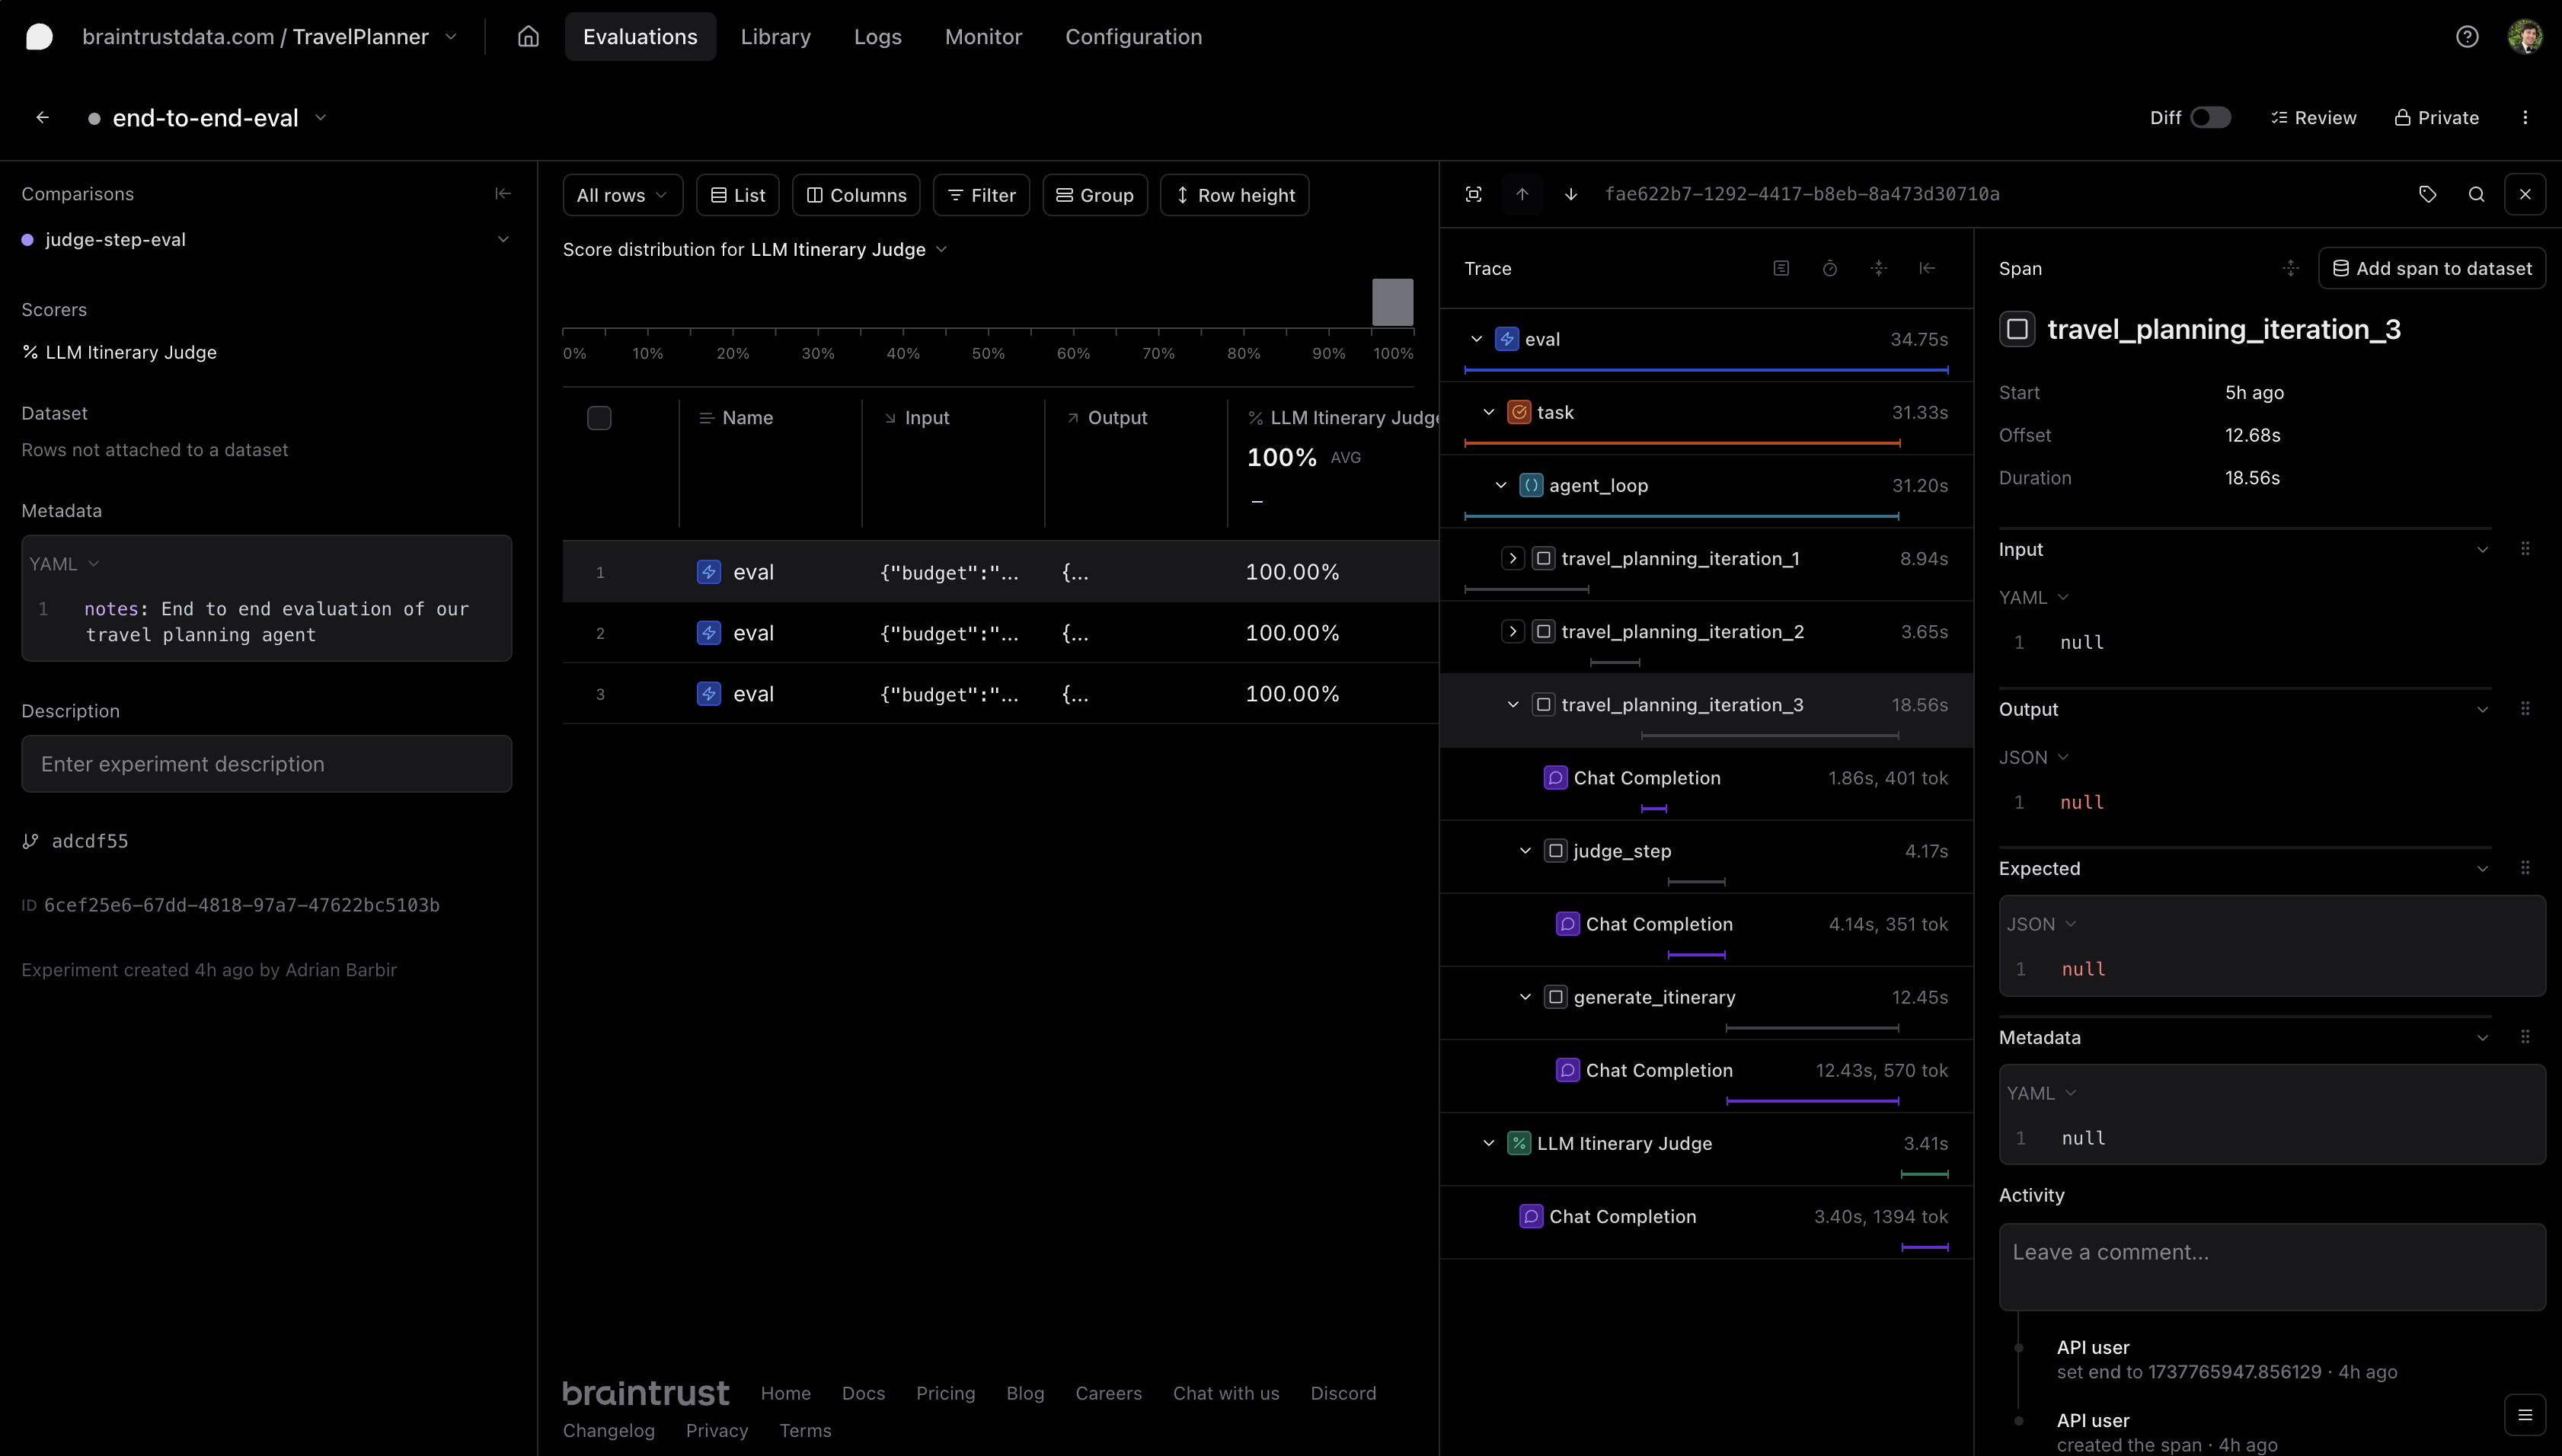 braintrustdata.com / TravelPlanner
Evaluations
Library
Logs
Monitor
Configuration
end-to-end-eval
Diff
Review
Private
Comparisons
judge-step-eval
Scorers
% LLM Itinerary Judge
Dataset
Rows not attached to a dataset
Metadata
YAML
1 notes: End to end evaluation of our
travel planning agent
Description
Enter experiment description
adcdf55
ID 6cef25e6-67dd-4818-97a7-47622bc5103b
Experiment created 4h ago by Adrian Barbir
All rows
List
Columns
Filter
Group
Row height
Score distribution for LLM Itinerary Judge
0% 10% 20% 30% 40% 50% 60% 70% 80% 90% 100%
Name Input Output % LLM Itinerary Judge
100% AVG
–
1 eval {"budget":"... {... 100.00%
2 eval {"budget":"... {... 100.00%
3 eval {"budget":"... {... 100.00%
braintrust Home Docs Pricing Blog Careers Chat with us Discord
Changelog Privacy Terms
fae622b7-1292-4417-b8eb-8a473d30710a
Trace
eval 34.75s
task 31.33s
agent_loop 31.20s
travel_planning_iteration_1 8.94s
travel_planning_iteration_2 3.65s
travel_planning_iteration_3 18.56s
Chat Completion 1.86s, 401 tok
judge_step 4.17s
Chat Completion 4.14s, 351 tok
generate_itinerary 12.45s
Chat Completion 12.43s, 570 tok
% LLM Itinerary Judge 3.41s
Chat Completion 3.40s, 1394 tok
Span
Add span to dataset
travel_planning_iteration_3
Start 5h ago
Offset 12.68s
Duration 18.56s
Input
YAML
1 null
Output
JSON
1 null
Expected
JSON
1 null
Metadata
YAML
1 null
Activity
Leave a comment...
API user
set end to 1737765947.856129 · 4h ago
API user
created the span · 4h ago